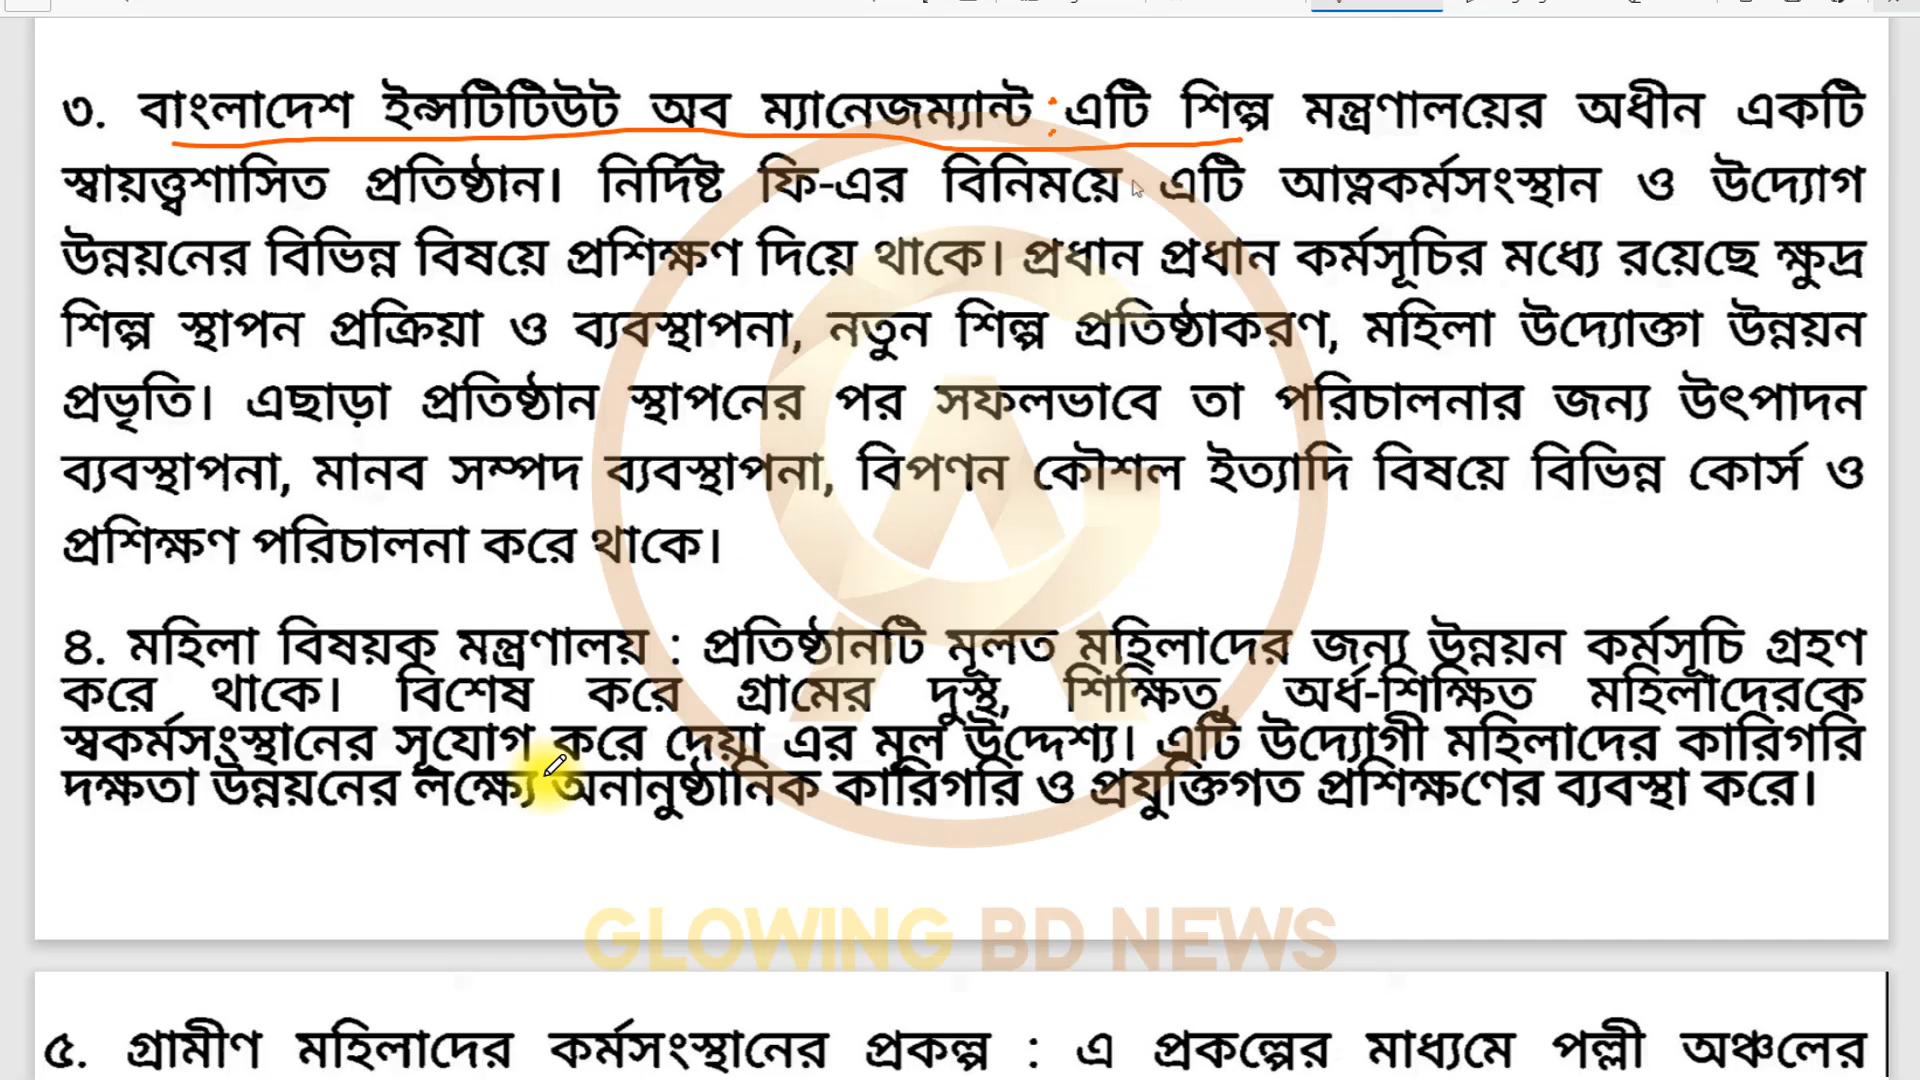 ৩. বাংলাদেশ ইন্সটিটিউট অব ম্যানেজম্যান্ট : এটি শিল্প মন্ত্রণালয়ের অধীন একটি
স্বায়ত্ত্বশাসিত প্রতিষ্ঠান। নির্দিষ্ট ফি-এর বিনিময়ে এটি আত্নকর্মসংস্থান ও উদ্যোগ
উন্নয়নের বিভিন্ন বিষয়ে প্রশিক্ষণ দিয়ে থাকে। প্রধান প্রধান কর্মসূচির মধ্যে রয়েছে ক্ষুদ্র
শিল্প স্থাপন প্রক্রিয়া ও ব্যবস্থাপনা, নতুন শিল্প প্রতিষ্ঠাকরণ, মহিলা উদ্যোক্তা উন্নয়ন
প্রভৃতি। এছাড়া প্রতিষ্ঠান স্থাপনের পর সফলভাবে তা পরিচালনার জন্য উৎপাদন
ব্যবস্থাপনা, মানব সম্পদ ব্যবস্থাপনা, বিপণন কৌশল ইত্যাদি বিষয়ে বিভিন্ন কোর্স ও
প্রশিক্ষণ পরিচালনা করে থাকে।
৪. মহিলা বিষয়ক মন্ত্রণালয় : প্রতিষ্ঠানটি মূলত মহিলাদের জন্য উন্নয়ন কর্মসূচি গ্রহণ
করে থাকে। বিশেষ করে গ্রামের দুস্থ, শিক্ষিত, অর্ধ-শিক্ষিত মহিলাদেরকে
স্বকর্মসংস্থানের সূযোগ করে দেয়া এর মূল উদ্দেশ্য। এটি উদ্যোগী মহিলাদের কারিগরি
দক্ষতা উন্নয়নের লক্ষ্যে অনানুষ্ঠানিক কারিগরি ও প্রযুক্তিগত প্রশিক্ষণের ব্যবস্থা করে।
GLOWING BD NEWS
৫. গ্রামীণ মহিলাদের কর্মসংস্থানের প্রকল্প : এ প্রকল্পের মাধ্যমে পল্লী অঞ্চলের